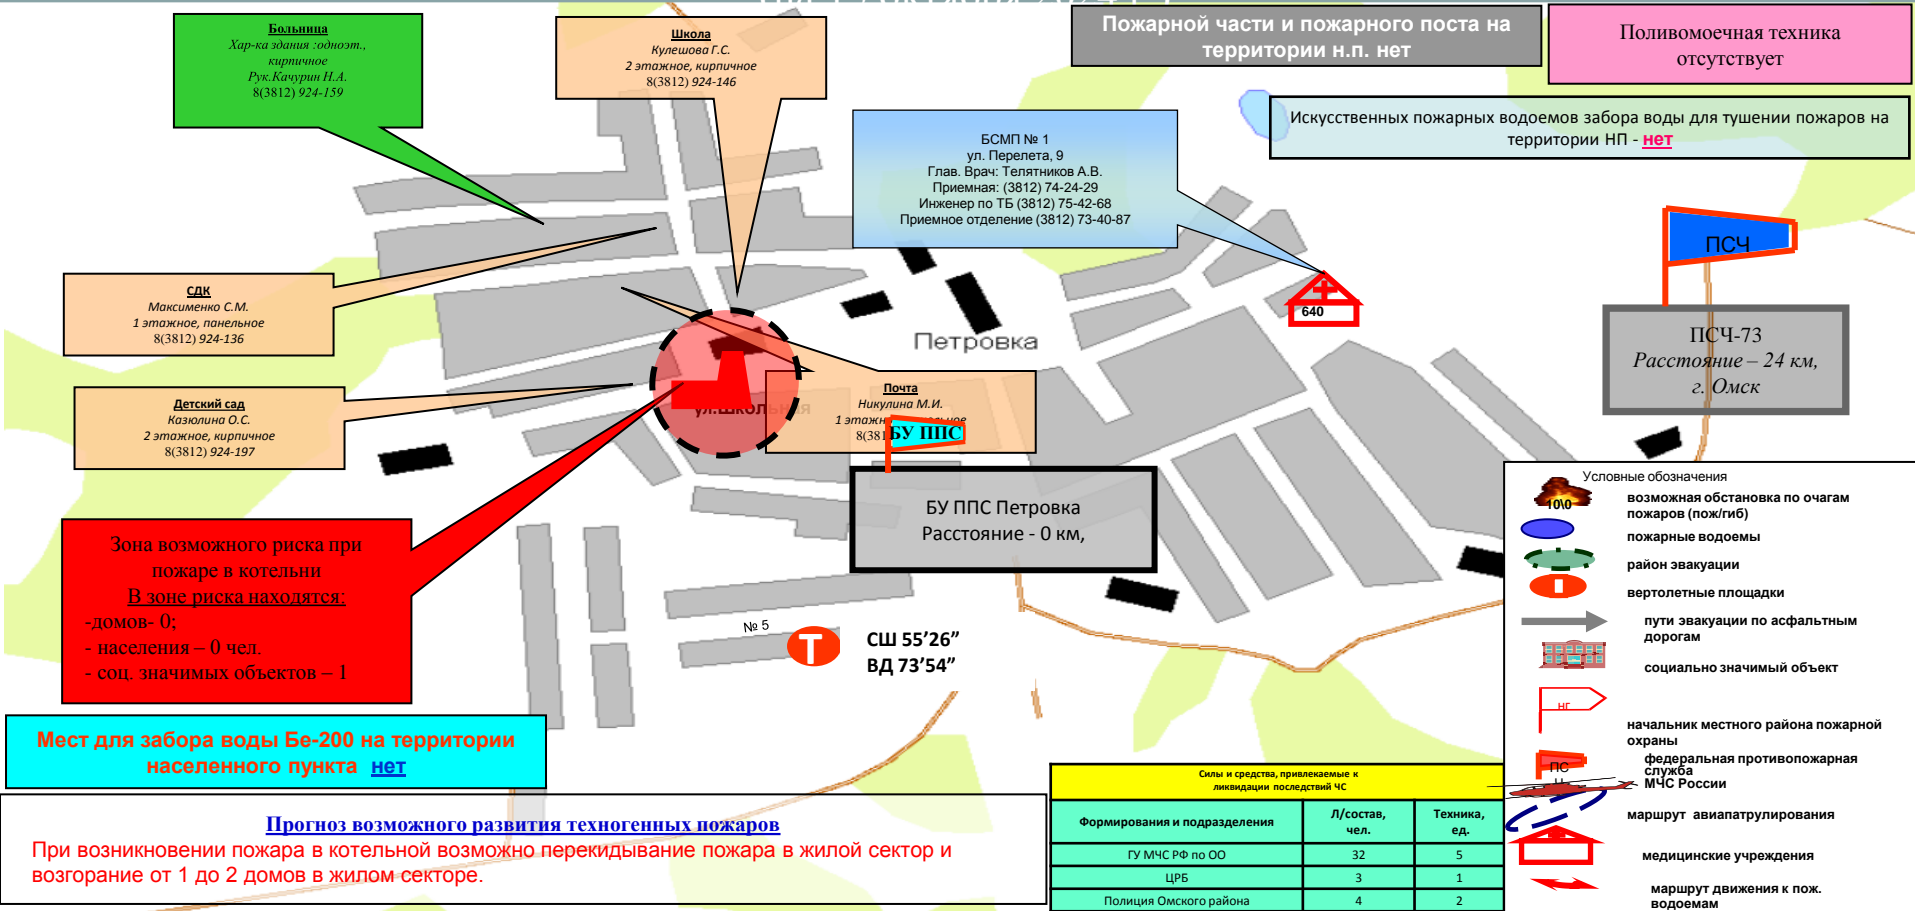 Больница
Хар-ка здания :одноэт.,
кирпичное
Рук.Качурин Н.А.
8(3812) 924-159
Школа
Кулешова Г.С.
2 этажное, кирпичное
8(3812) 924-146
Пожарной части и пожарного поста на
территории н.п. нет
Поливомоечная техника
отсутствует
Искусственных пожарных водоемов забора воды для тушении пожаров на
территории НП - нет
БСМП № 1
ул. Перелета, 9
Глав. Врач: Телятников А.В.
Приемная: (3812) 74-24-29
Инженер по ТБ (3812) 75-42-68
Приемное отделение (3812) 73-40-87
ПСЧ
640
СДК
Максименко С.М.
1 этажное, панельное
8(3812) 924-136
Петровка
ПСЧ-73
Расстояние – 24 км,
г. Омск
Детский сад
Казюлина О.С.
2 этажное, кирпичное
8(3812) 924-197
Почта
Никулина М.И.
1 этажн
8(381
ул.Школьная
БУ ППС
БУ ППС Петровка
Расстояние - 0 км,
Зона возможного риска при
пожаре в котельни
В зоне риска находятся:
-домов- 0;
- населения – 0 чел.
- соц. значимых объектов – 1
№ 5
Т
СШ 55’26”
ВД 73’54”
Мест для забора воды Бе-200 на территории
населенного пункта нет
Прогноз возможного развития техногенных пожаров
При возникновении пожара в котельной возможно перекидывание пожара в жилой сектор и
возгорание от 1 до 2 домов в жилом секторе.
Силы и средства, привлекаемые к
ликвидации последствий ЧС
Формирования и подразделения Л/состав, чел. Техника, ед.
ГУ МЧС РФ по ОО 32 5
ЦРБ 3 1
Полиция Омского района 4 2
Условные обозначения
10\0
возможная обстановка по очагам
пожаров (пож/гиб)
пожарные водоемы
район эвакуации
вертолетные площадки
пути эвакуации по асфальтным
дорогам
социально значимый объект
НГ
начальник местного района пожарной
охраны
ПС
федеральная противопожарная
служба
МЧС России
маршрут авиапатрулирования
медицинские учреждения
маршрут движения к пож.
водоемам